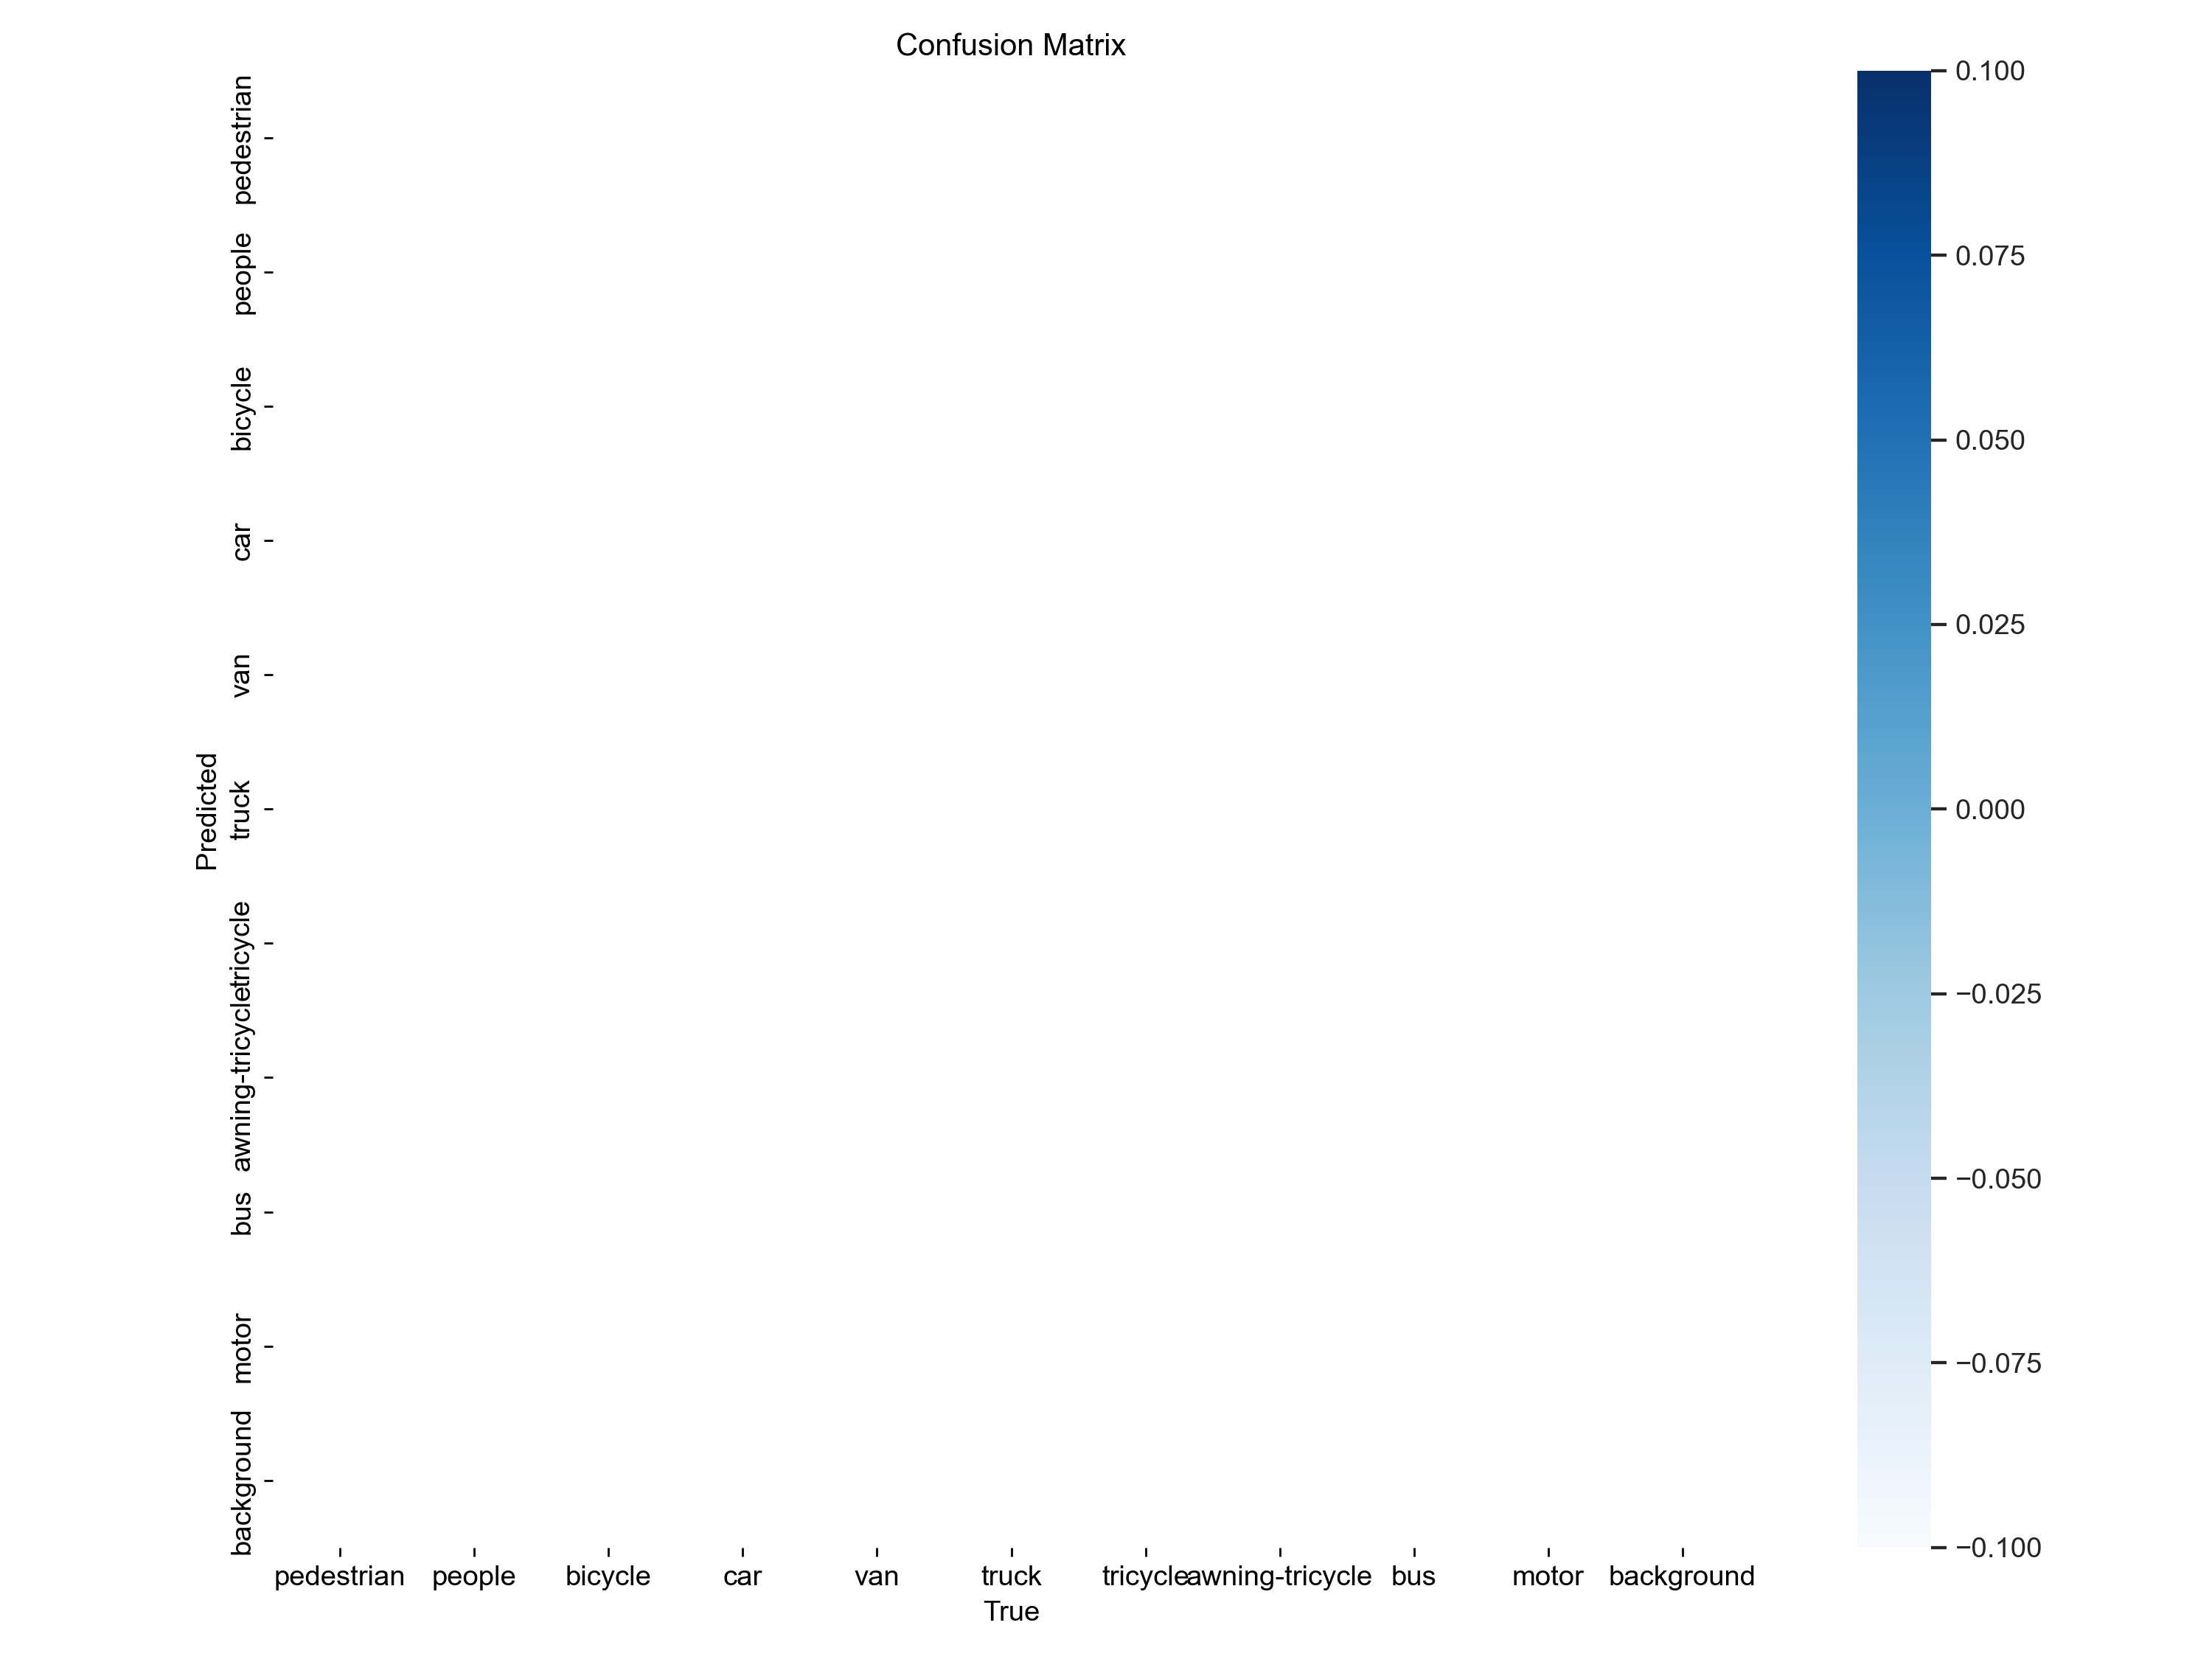 Confusion Matrix
pedestrian
people
bicycle
car
van
truck
tricycle
awning-tricycle
bus
motor
background
Predicted
pedestrian people bicycle car van truck tricycle awning-tricycle bus motor background
True
0.100
0.075
0.050
0.025
0.000
−0.025
−0.050
−0.075
−0.100